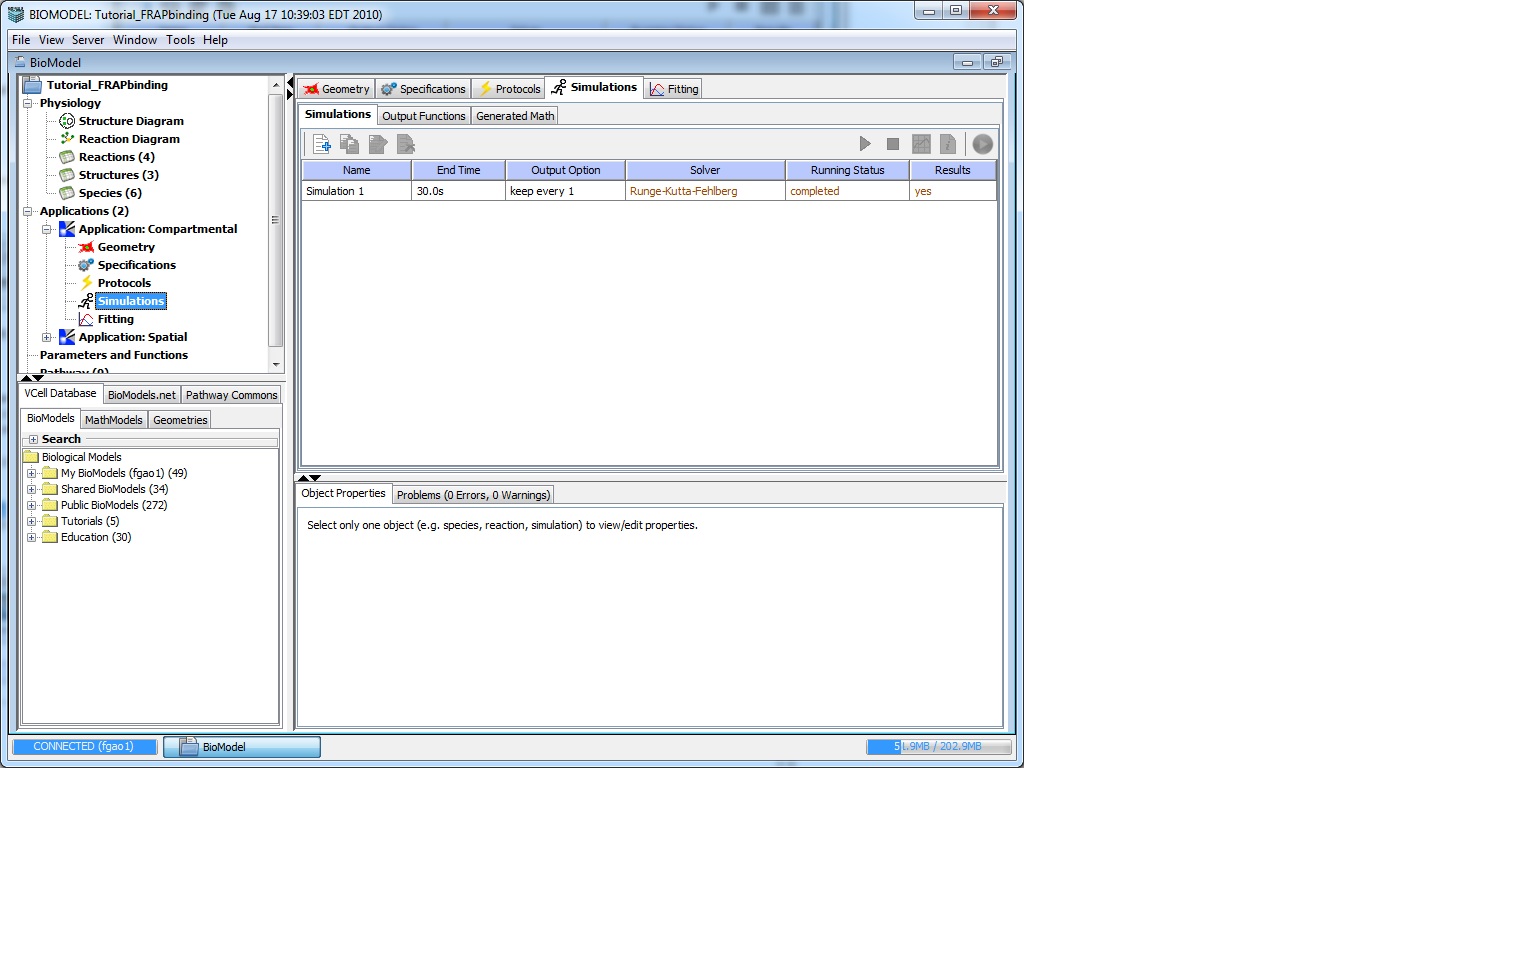 BIOMODEL: Tutorial_FRAPbinding (Tue Aug 17 10:39:03 EDT 2010)
File View Server Window Tools Help
BioModel
Tutorial_FRAPbinding
Physiology
Structure Diagram
Reaction Diagram
Reactions (4)
Structures (3)
Species (6)
Applications (2)
Application: Compartmental
Geometry
Specifications
Protocols
Simulations
Fitting
Application: Spatial
Parameters and Functions
Pathway (0)
VCell Database BioModels.net Pathway Commons
BioModels MathModels Geometries
Search
Biological Models
My BioModels (fgao1) (49)
Shared BioModels (34)
Public BioModels (272)
Tutorials (5)
Education (30)
Geometry Specifications Protocols Simulations Fitting
Simulations Output Functions Generated Math
Name End Time Output Option Solver Running Status Results
Simulation 1 30.0s keep every 1 Runge-Kutta-Fehlberg completed yes
Object Properties Problems (0 Errors, 0 Warnings)
Select only one object (e.g. species, reaction, simulation) to view/edit properties.
CONNECTED (fgao1) BioModel 51.9MB / 202.9MB